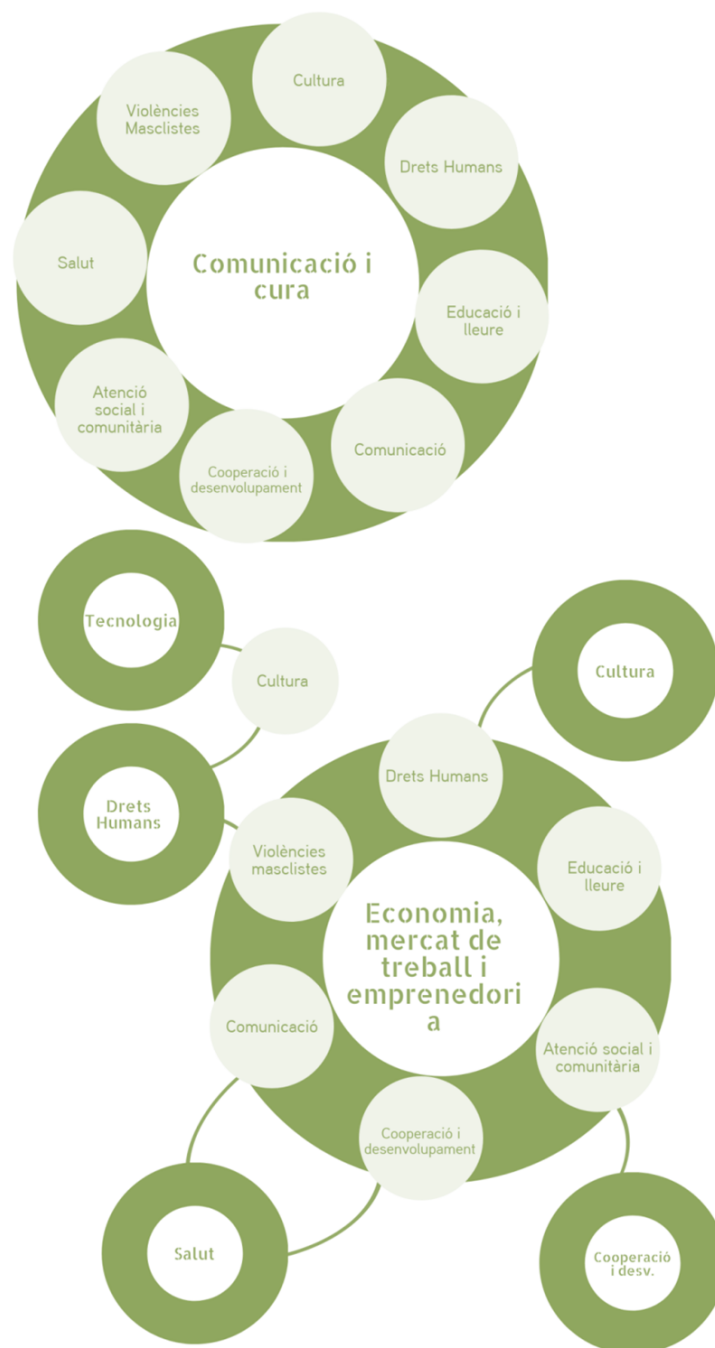 Cultura
Violències
Masclistes
Drets Humans
Salut
Comunicació i
cura
Educació i
lleure
Atenció
social i
comunitària
Comunicació
Cooperació i
desenvolupament
Tecnologia
Cultura
Cultura
Drets
Humans
Drets Humans
Violències
masclistes
Educació i
lleure
Economia,
mercat de
treball i
emprenedori
a
Comunicació
Atenció social i
comunitària
Cooperació i
desenvolupament
Salut
Cooperació
i desv.